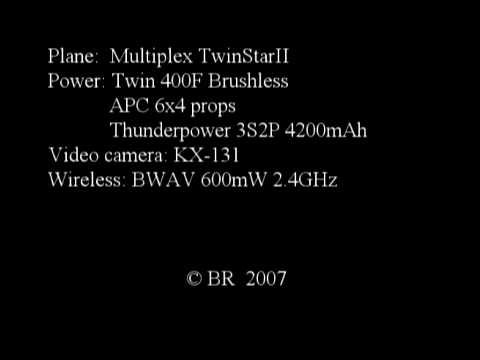 Plane: Multiplex TwinStarII
Power: Twin 400F Brushless
APC 6x4 props
Thunderpower 3S2P 4200mAh
Video camera: KX-131
Wireless: BWAV 600mW 2.4GHz
© BR 2007